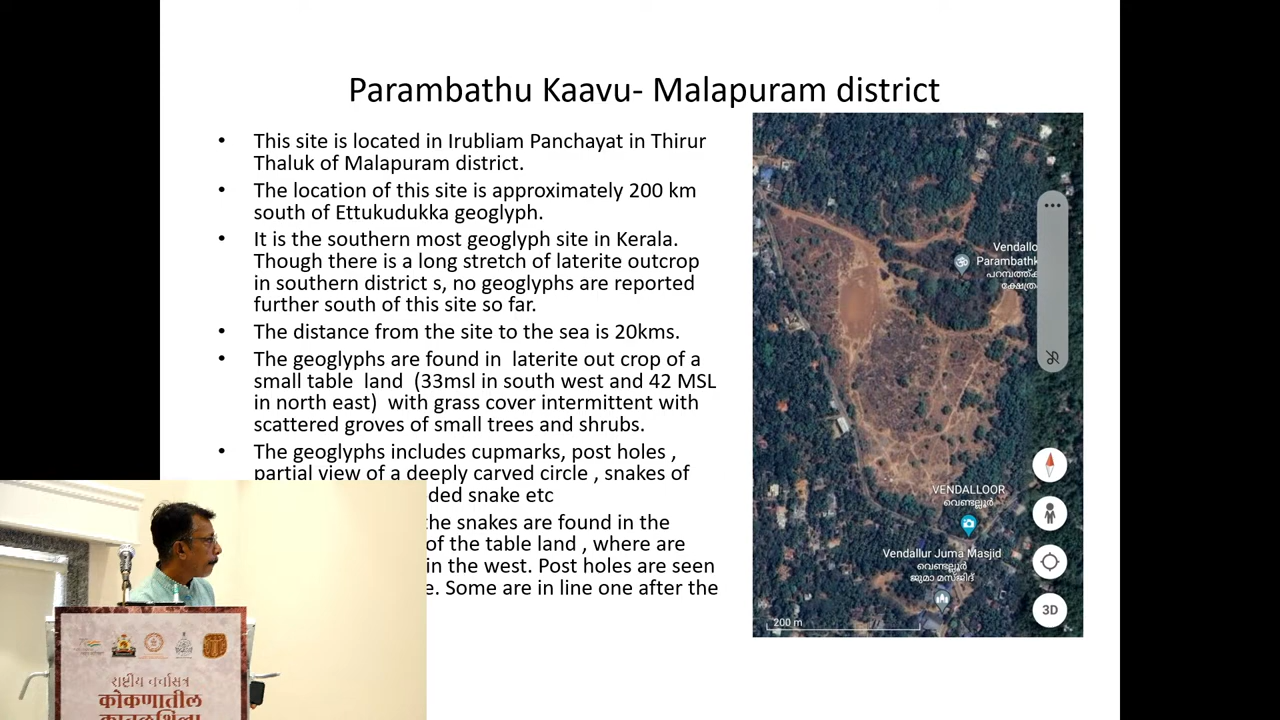 Parambathu Kaavu- Malapuram district
• This site is located in Irubliam Panchayat in Thirur
Thaluk of Malapuram district.
• The location of this site is approximately 200 km
south of Ettukudukka geoglyph.
• It is the southern most geoglyph site in Kerala.
Though there is a long stretch of laterite outcrop
in southern district s, no geoglyphs are reported
further south of this site so far.
• The distance from the site to the sea is 20kms.
• The geoglyphs are found in laterite out crop of a
small table land (33msl in south west and 42 MSL
in north east) with grass cover intermittent with
scattered groves of small trees and shrubs.
• The geoglyphs includes cupmarks, post holes ,
partial view of a deeply carved circle , snakes of
ded snake etc
the snakes are found in the
of the table land , where are
in the west. Post holes are seen
e. Some are in line one after the
Vendallo
Parambathk
പറമ്പത്ത്ക
ക്ഷേത്ര
VENDALLOOR
വെണ്ടല്ലൂർ
Vendallur Juma Masjid
വെണ്ടല്ലൂർ
ജുമാ മസ്ജിദ്
3D
200 m
राष्ट्रीय चर्चासत्र
कोकणातील
कातळशिल्प